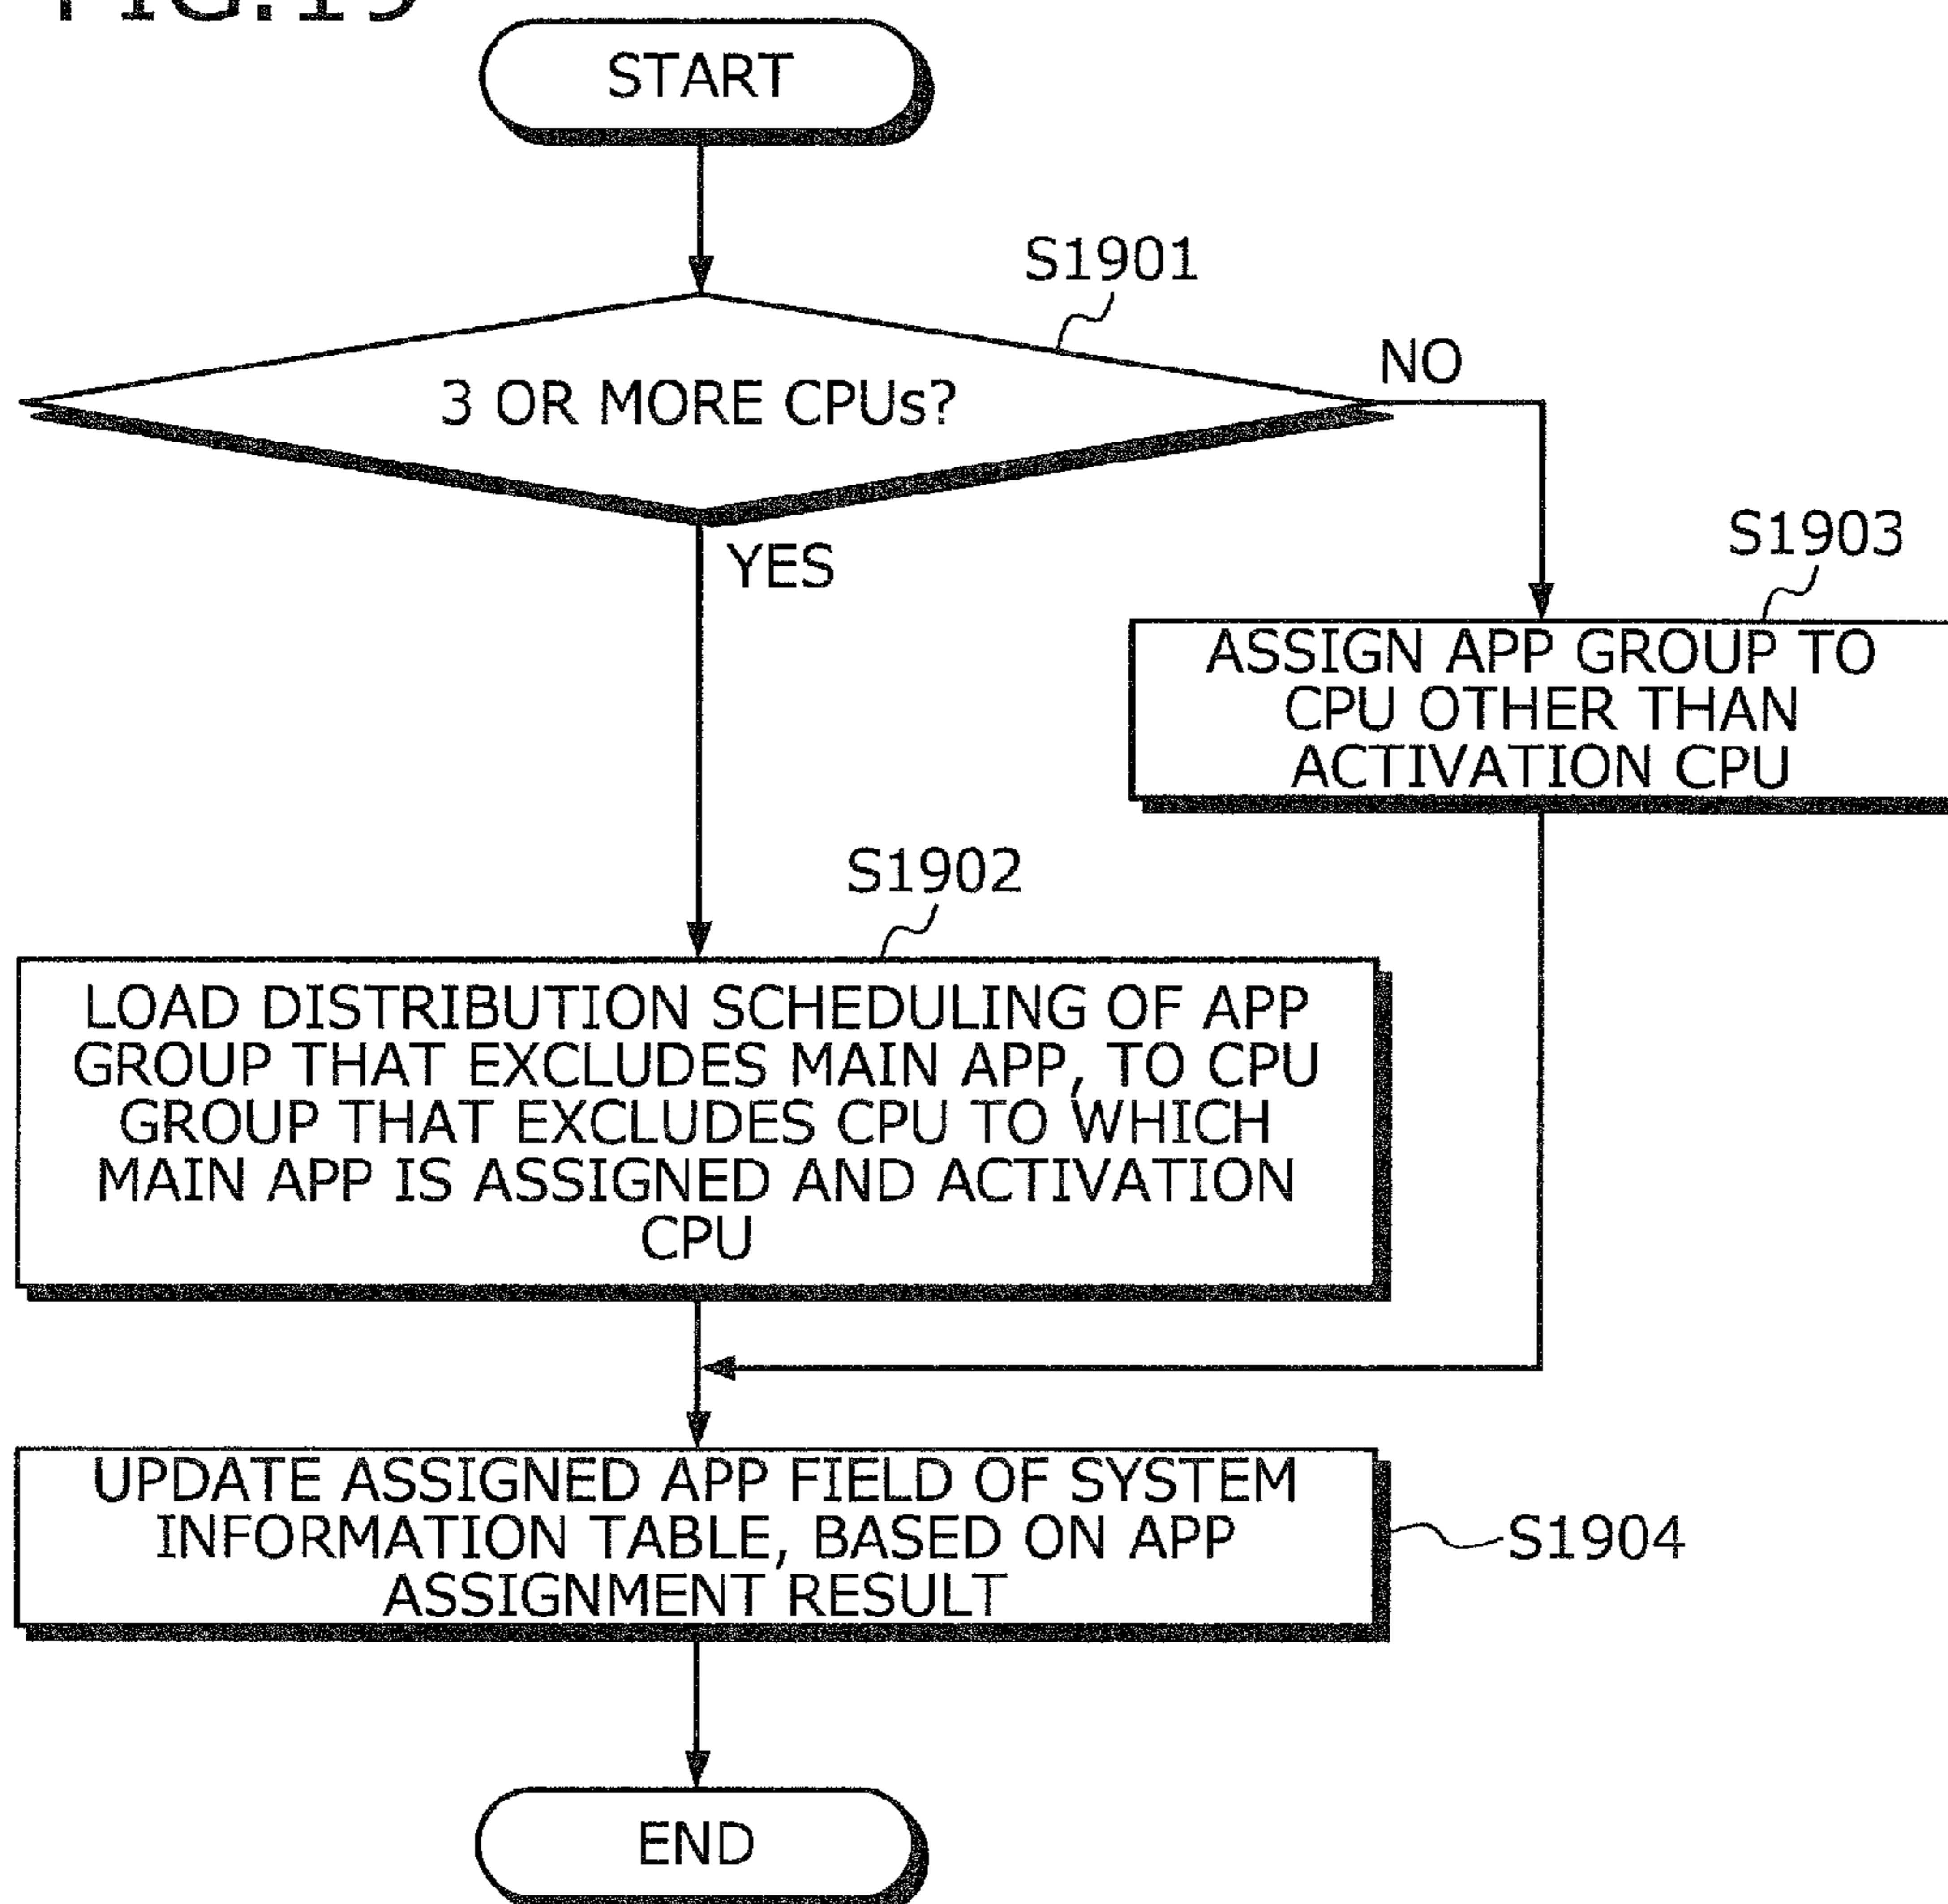 FIG.19
START
S1901
3 OR MORE CPUs?
NO
YES
S1903
ASSIGN APP GROUP TO
CPU OTHER THAN
ACTIVATION CPU
S1902
LOAD DISTRIBUTION SCHEDULING OF APP
GROUP THAT EXCLUDES MAIN APP, TO CPU
GROUP THAT EXCLUDES CPU TO WHICH
MAIN APP IS ASSIGNED AND ACTIVATION
CPU
UPDATE ASSIGNED APP FIELD OF SYSTEM
INFORMATION TABLE, BASED ON APP
ASSIGNMENT RESULT
S1904
END